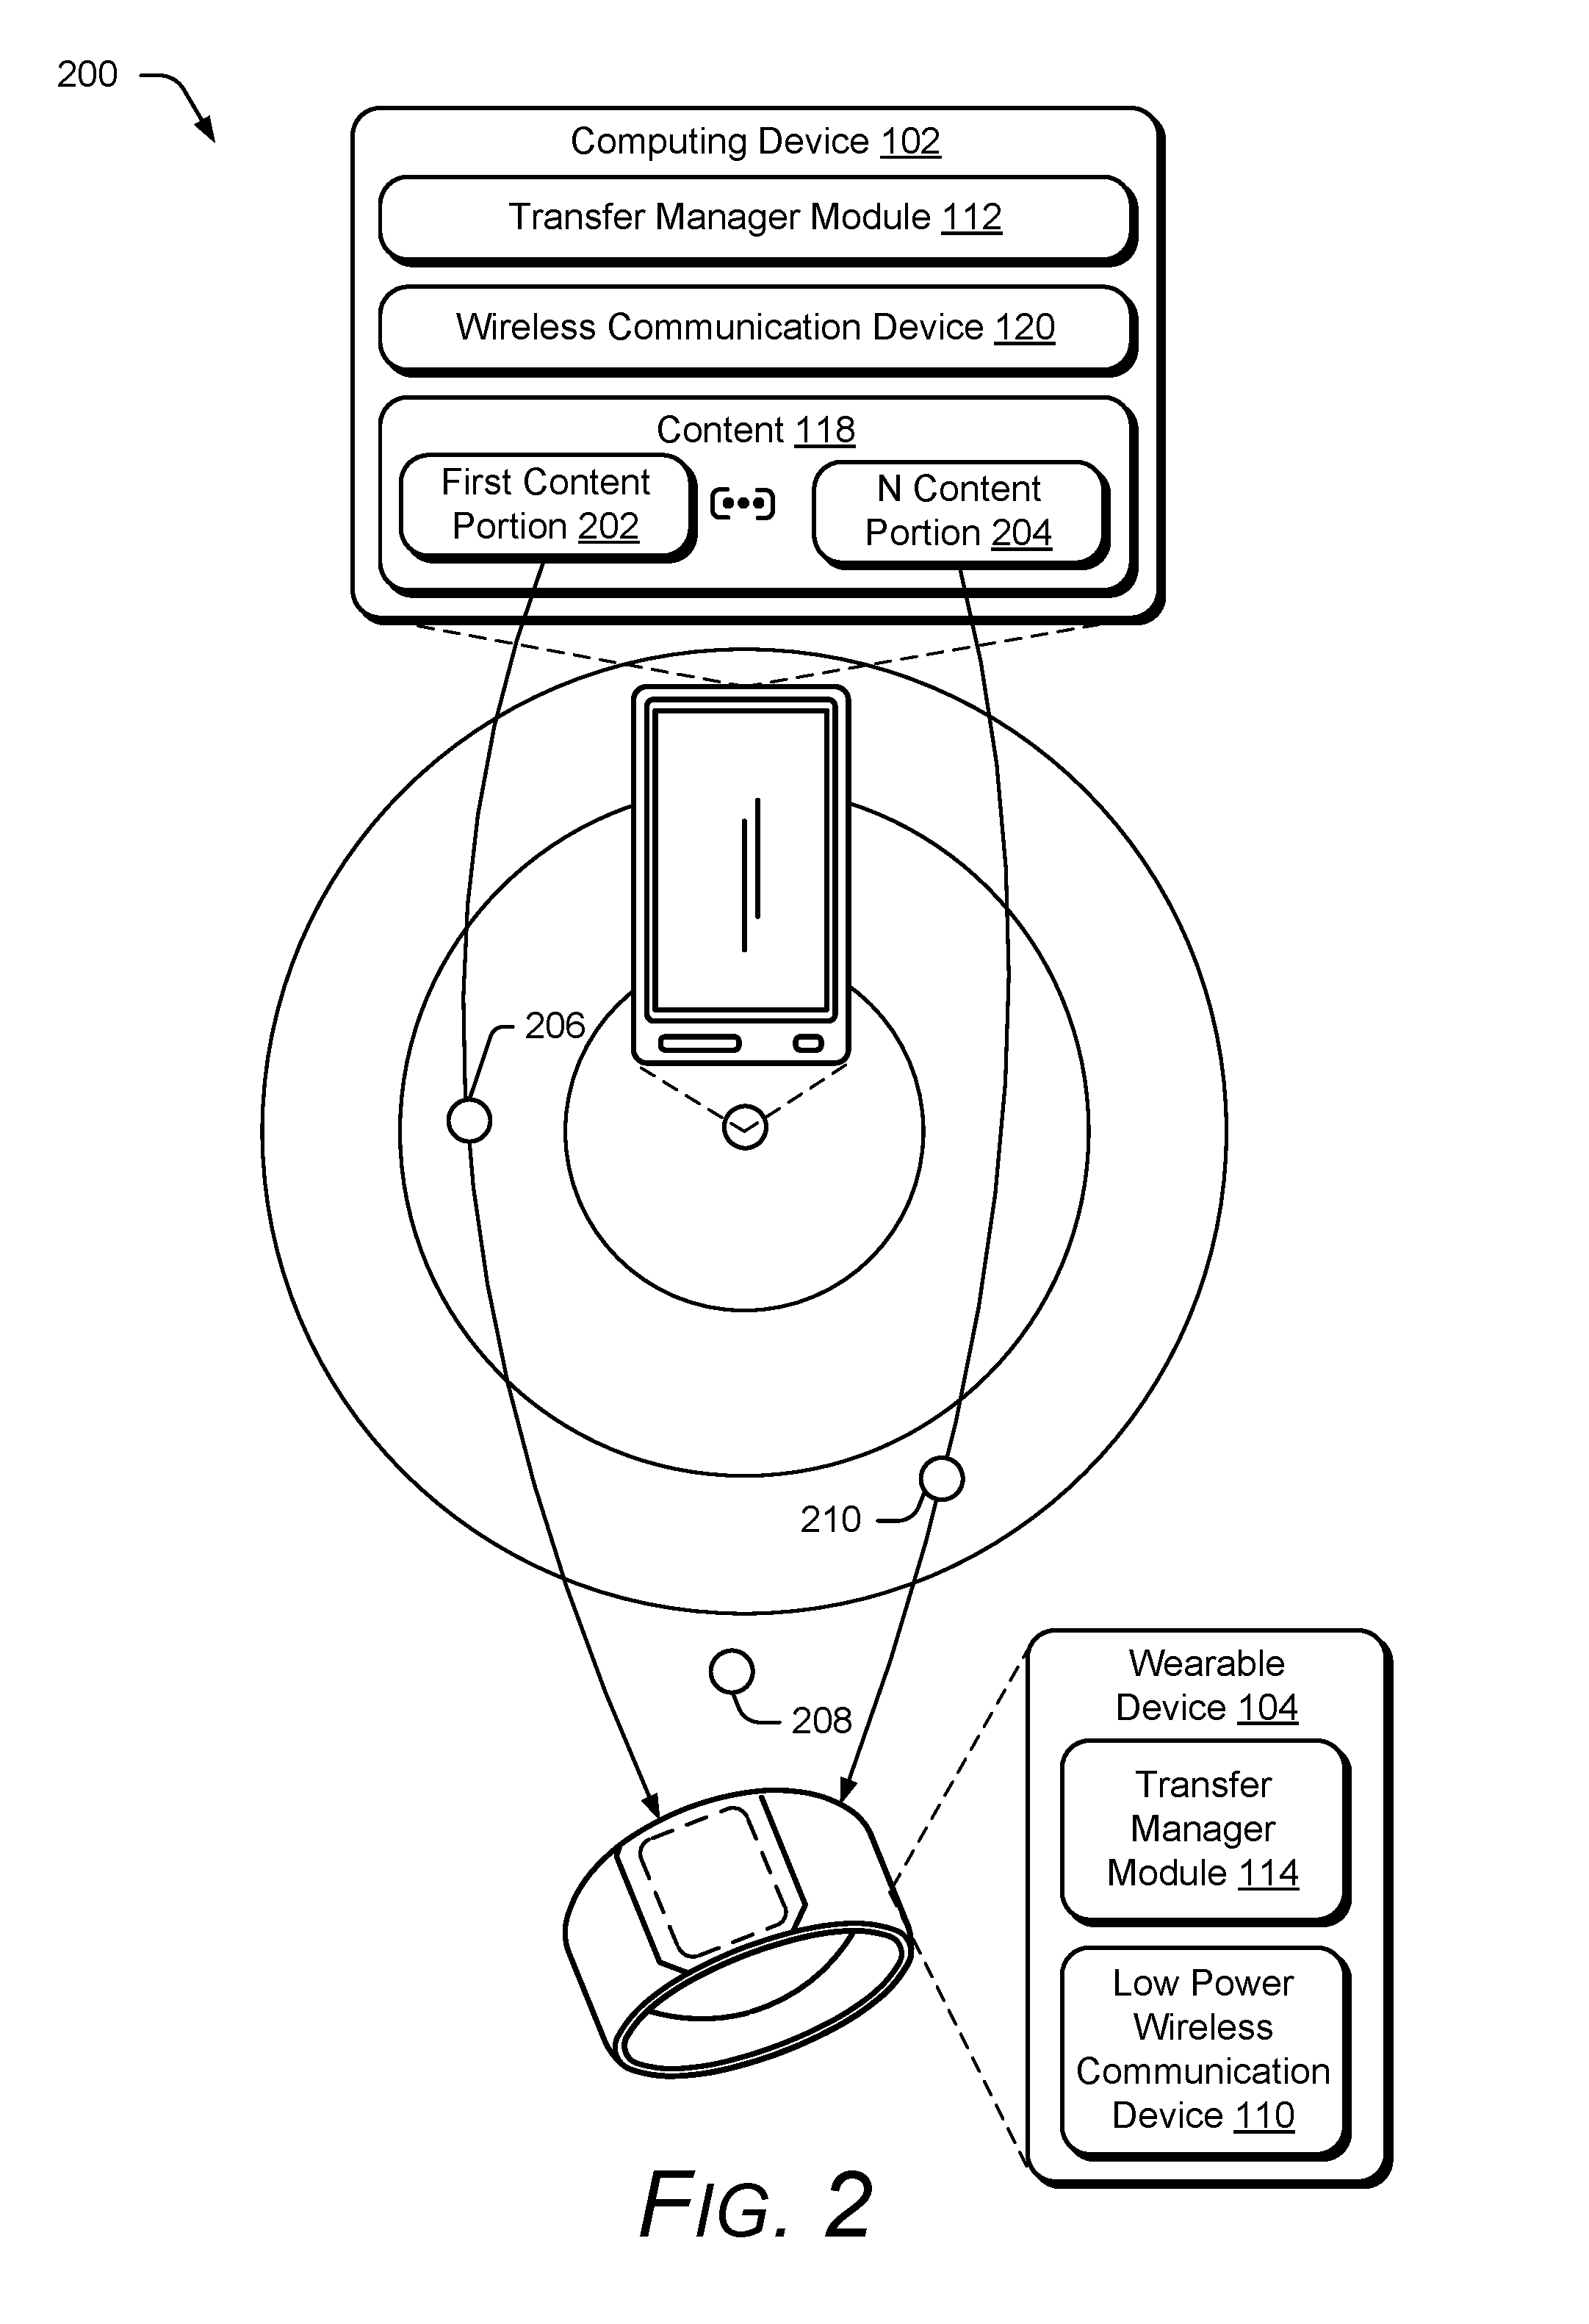 200
Computing Device 102
Transfer Manager Module 112
Wireless Communication Device 120
Content 118
First Content
Portion 202
N Content
Portion 204
206
210
208
Wearable
Device 104
Transfer
Manager
Module 114
Low Power
Wireless
Communication
Device 110
FIG. 2